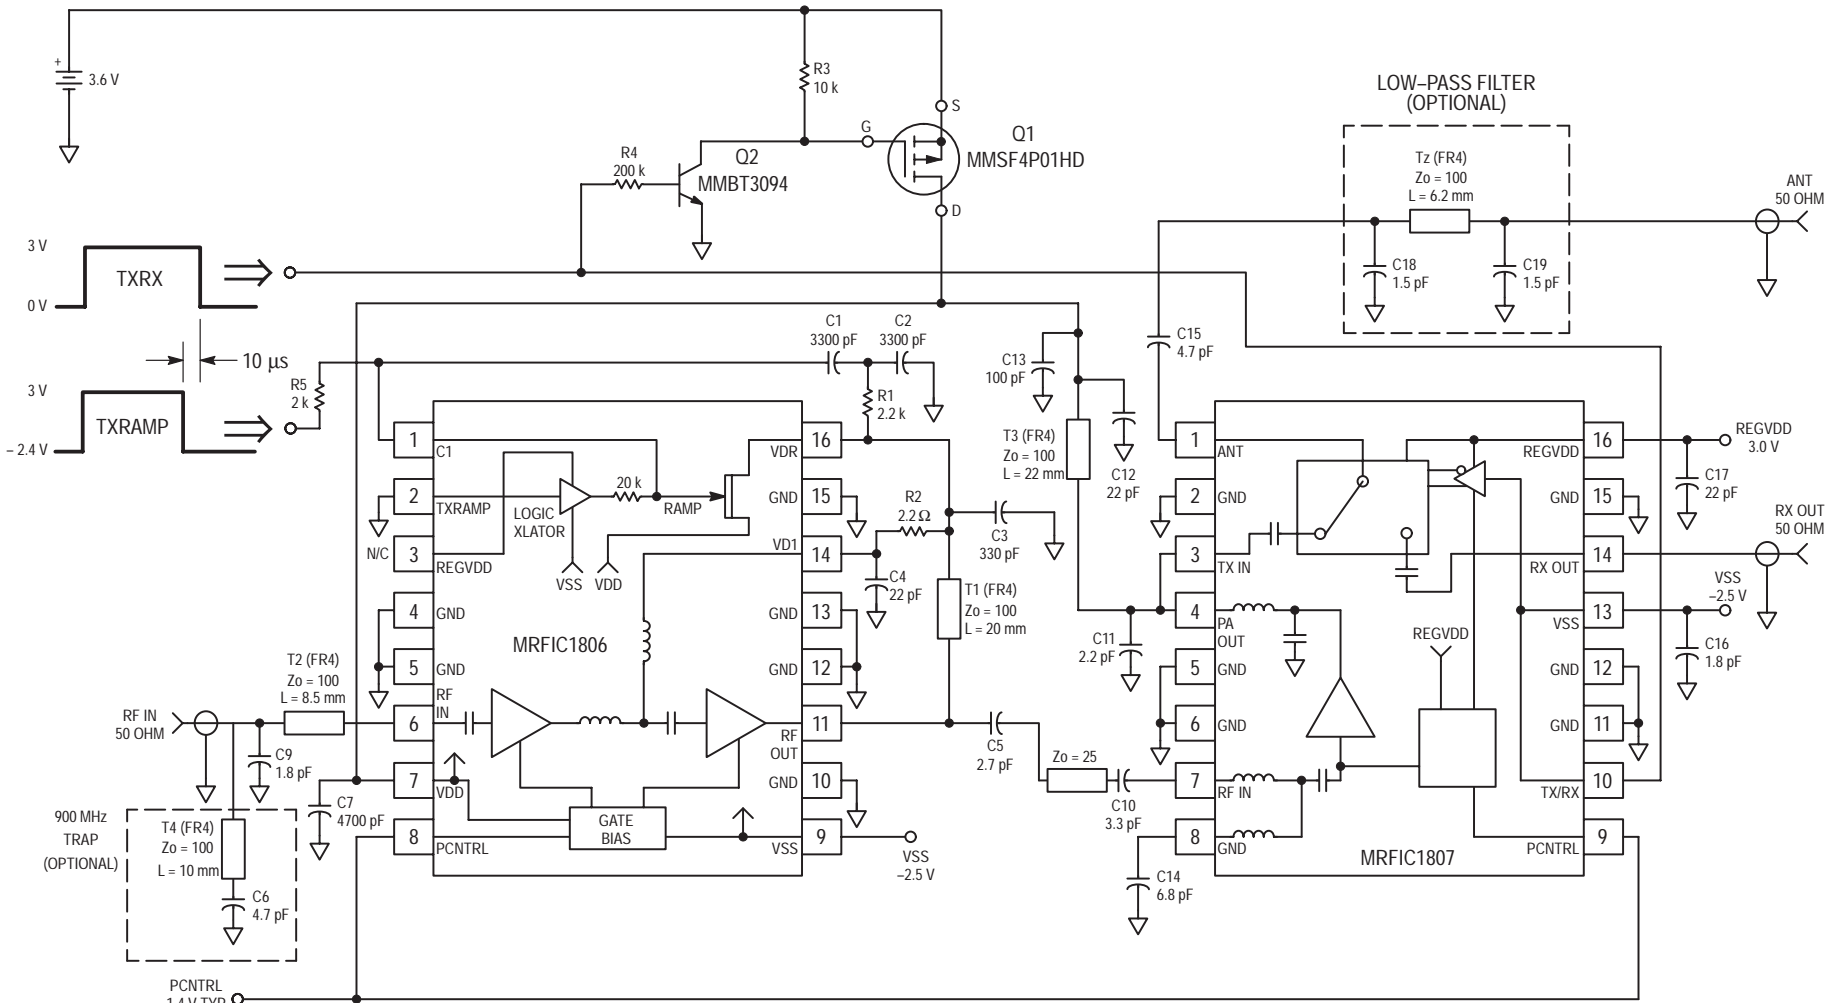 +
3.6 V
R3
10 k
S
G
Q1
MMSF4P01HD
D
R4
200 k
Q2
MMBT3094
LOW–PASS FILTER
(OPTIONAL)
Tz (FR4)
Zo = 100
L = 6.2 mm
C18
1.5 pF
C19
1.5 pF
ANT
50 OHM
3 V
TXRX
0 V
10 μs
3 V
TXRAMP
– 2.4 V
R5
2 k
C1
3300 pF
C2
3300 pF
R1
2.2 k
C13
100 pF
C12
22 pF
T3 (FR4)
Zo = 100
L = 22 mm
C15
4.7 pF
1
C1
2
TXRAMP
N/C
3
REGVDD
4
GND
5
GND
RF
IN
6
7
VDD
8
PCNTRL
LOGIC
XLATOR
20 k
RAMP
VSS
VDD
MRFIC1806
GATE
BIAS
16
VDR
15
GND
14
VD1
13
GND
12
GND
11
RF
OUT
10
GND
9
VSS
VSS
–2.5 V
R2
2.2 Ω
C3
330 pF
C4
22 pF
T1 (FR4)
Zo = 100
L = 20 mm
C5
2.7 pF
Zo = 25
C10
3.3 pF
C11
2.2 pF
C14
6.8 pF
T2 (FR4)
Zo = 100
L = 8.5 mm
RF IN
50 OHM
C9
1.8 pF
C7
4700 pF
900 MHz
TRAP
(OPTIONAL)
T4 (FR4)
Zo = 100
L = 10 mm
C6
4.7 pF
PCNTRL
1.4 V TYP
1
ANT
2
GND
3
TX IN
4
PA
OUT
5
GND
6
GND
7
RF IN
8
GND
REGVDD
MRFIC1807
16
REGVDD
15
GND
14
RX OUT
13
VSS
12
GND
11
GND
10
TX/RX
9
PCNTRL
REGVDD
3.0 V
C17
22 pF
RX OUT
50 OHM
VSS
–2.5 V
C16
1.8 pF